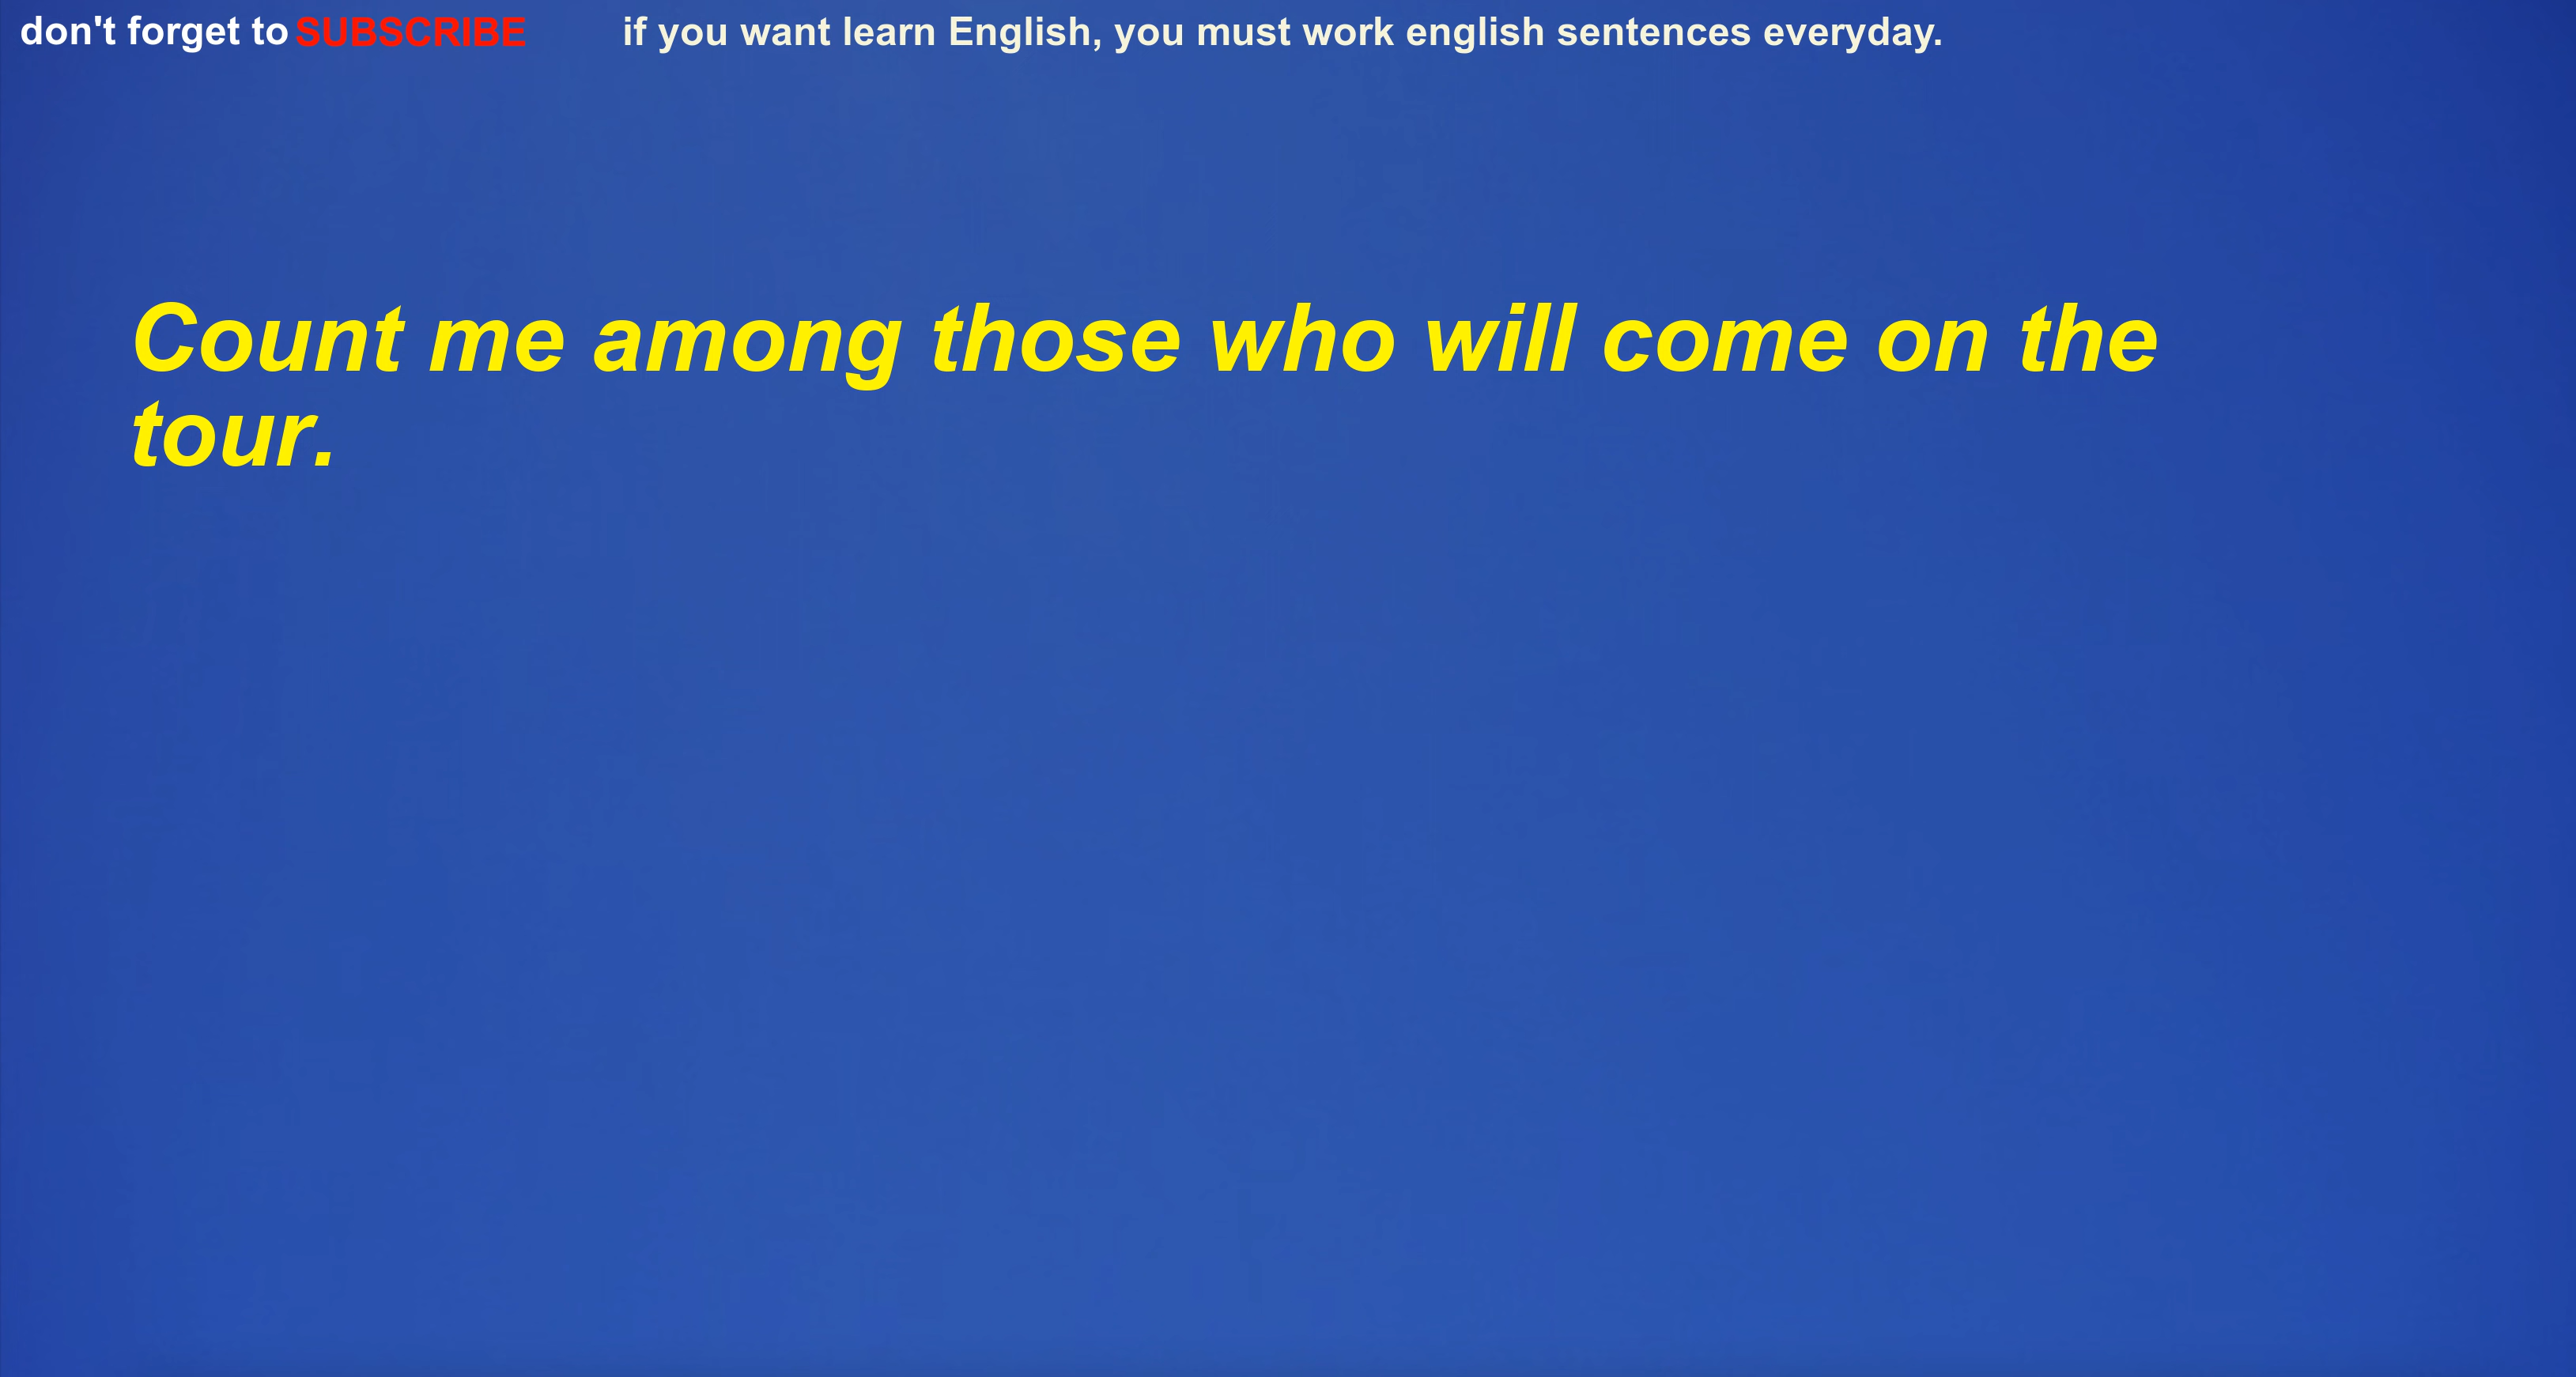 don't forget to SUBSCRIBE if you want learn English, you must work english sentences everyday.
Count me among those who will come on the
tour.